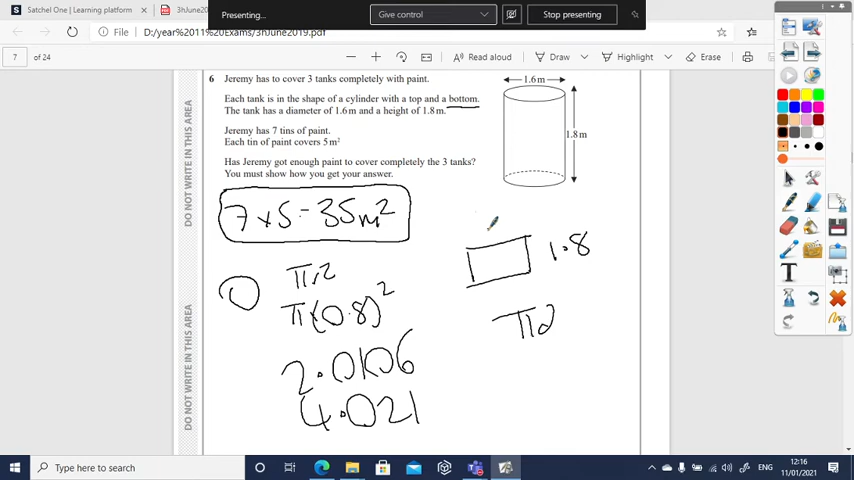 Presenting...
Give control
Stop presenting
Satchel One | Learning platform
3hJune2019.pdf
File
D:/year%2011%20Exams/3hJune2019.pdf
7
of 24
Read aloud
Draw
Highlight
Erase
DO NOT WRITE IN THIS AREA
DO NOT WRITE IN THIS AREA
6 Jeremy has to cover 3 tanks completely with paint.
Each tank is in the shape of a cylinder with a top and a bottom.
The tank has a diameter of 1.6 m and a height of 1.8 m.
Jeremy has 7 tins of paint.
Each tin of paint covers 5 m²
Has Jeremy got enough paint to cover completely the 3 tanks?
You must show how you get your answer.
1.6 m
1.8 m
7 x 5 = 35m²
πr²
π(0.8)²
2.0106
4.021
1.8
πd
Type here to search
ENG
12:16
11/01/2021